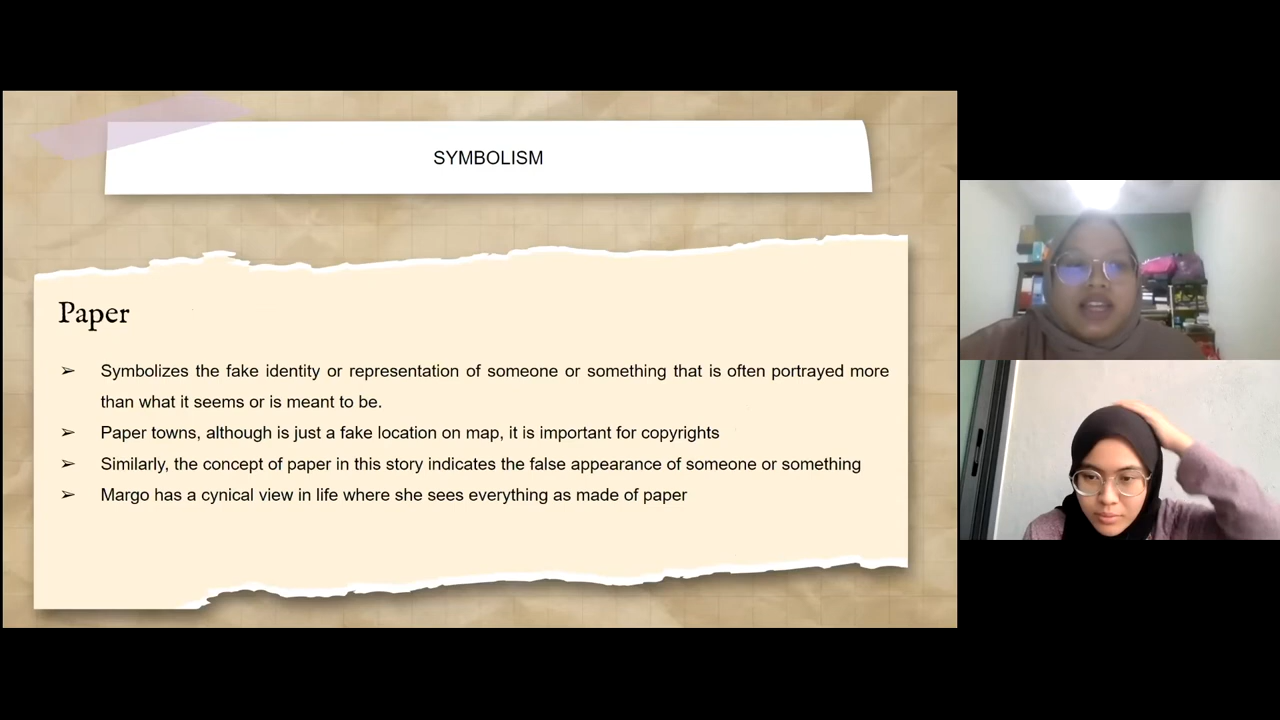 SYMBOLISM
Paper
➢ Symbolizes the fake identity or representation of someone or something that is often portrayed more
than what it seems or is meant to be.
➢ Paper towns, although is just a fake location on map, it is important for copyrights
➢ Similarly, the concept of paper in this story indicates the false appearance of someone or something
➢ Margo has a cynical view in life where she sees everything as made of paper